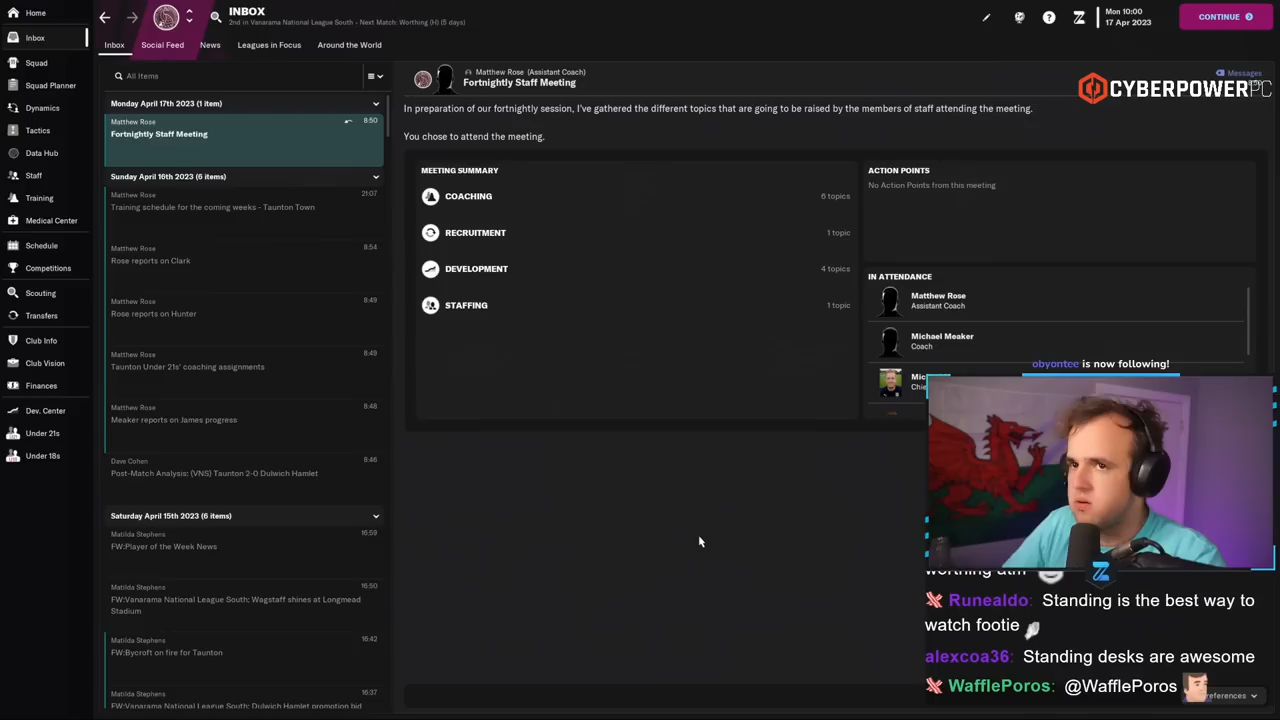 Home
INBOX
2nd in Vanarama National League South - Next Match: Worthing (H) (5 days)
Mon 10:00
17 Apr 2023
CONTINUE
Inbox
Squad
Squad Planner
Dynamics
Tactics
Data Hub
Staff
Training
Medical Center
Schedule
Competitions
Scouting
Transfers
Club Info
Club Vision
Finances
Dev. Center
Under 21s
Under 18s
Inbox
Social Feed
News
Leagues in Focus
Around the World
All Items
Monday April 17th 2023 (1 item)
Matthew Rose
8:50
Fortnightly Staff Meeting
Sunday April 16th 2023 (6 items)
Matthew Rose
21:07
Training schedule for the coming weeks - Taunton Town
Matthew Rose
8:54
Rose reports on Clark
Matthew Rose
8:49
Rose reports on Hunter
Matthew Rose
8:49
Taunton Under 21s' coaching assignments
Matthew Rose
8:48
Meaker reports on James progress
Dave Cohen
8:46
Post-Match Analysis: (VNS) Taunton 2-0 Dulwich Hamlet
Saturday April 15th 2023 (6 items)
Matilda Stephens
16:59
FW:Player of the Week News
Matilda Stephens
16:50
FW:Vanarama National League South: Wagstaff shines at Longmead
Stadium
Matilda Stephens
16:42
FW:Bycroft on fire for Taunton
Matilda Stephens
16:37
FW:Vanarama National League South: Dulwich Hamlet promotion bid
Matthew Rose (Assistant Coach)
Fortnightly Staff Meeting
Messages
CYBERPOWERPC
In preparation of our fortnightly session, I've gathered the different topics that are going to be raised by the members of staff attending the meeting.
You chose to attend the meeting.
MEETING SUMMARY
COACHING
6 topics
RECRUITMENT
1 topic
DEVELOPMENT
4 topics
STAFFING
1 topic
ACTION POINTS
No Action Points from this meeting
IN ATTENDANCE
Matthew Rose
Assistant Coach
Michael Meaker
Coach
obyontee is now following!
worthing atm
Runealdo: Standing is the best way to
watch footie
alexcoa36: Standing desks are awesome
WafflePoros: @WafflePoros